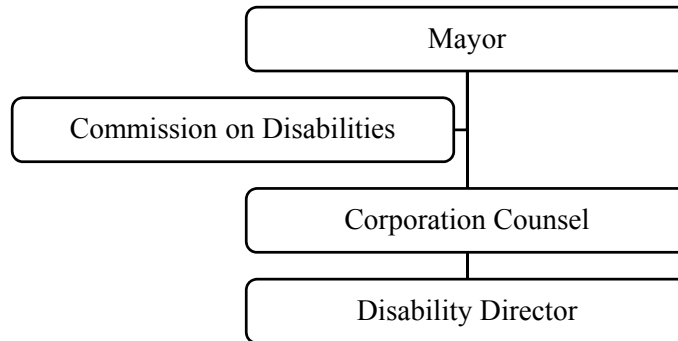 Mayor
Commission on Disabilities
Corporation Counsel
Disability Director